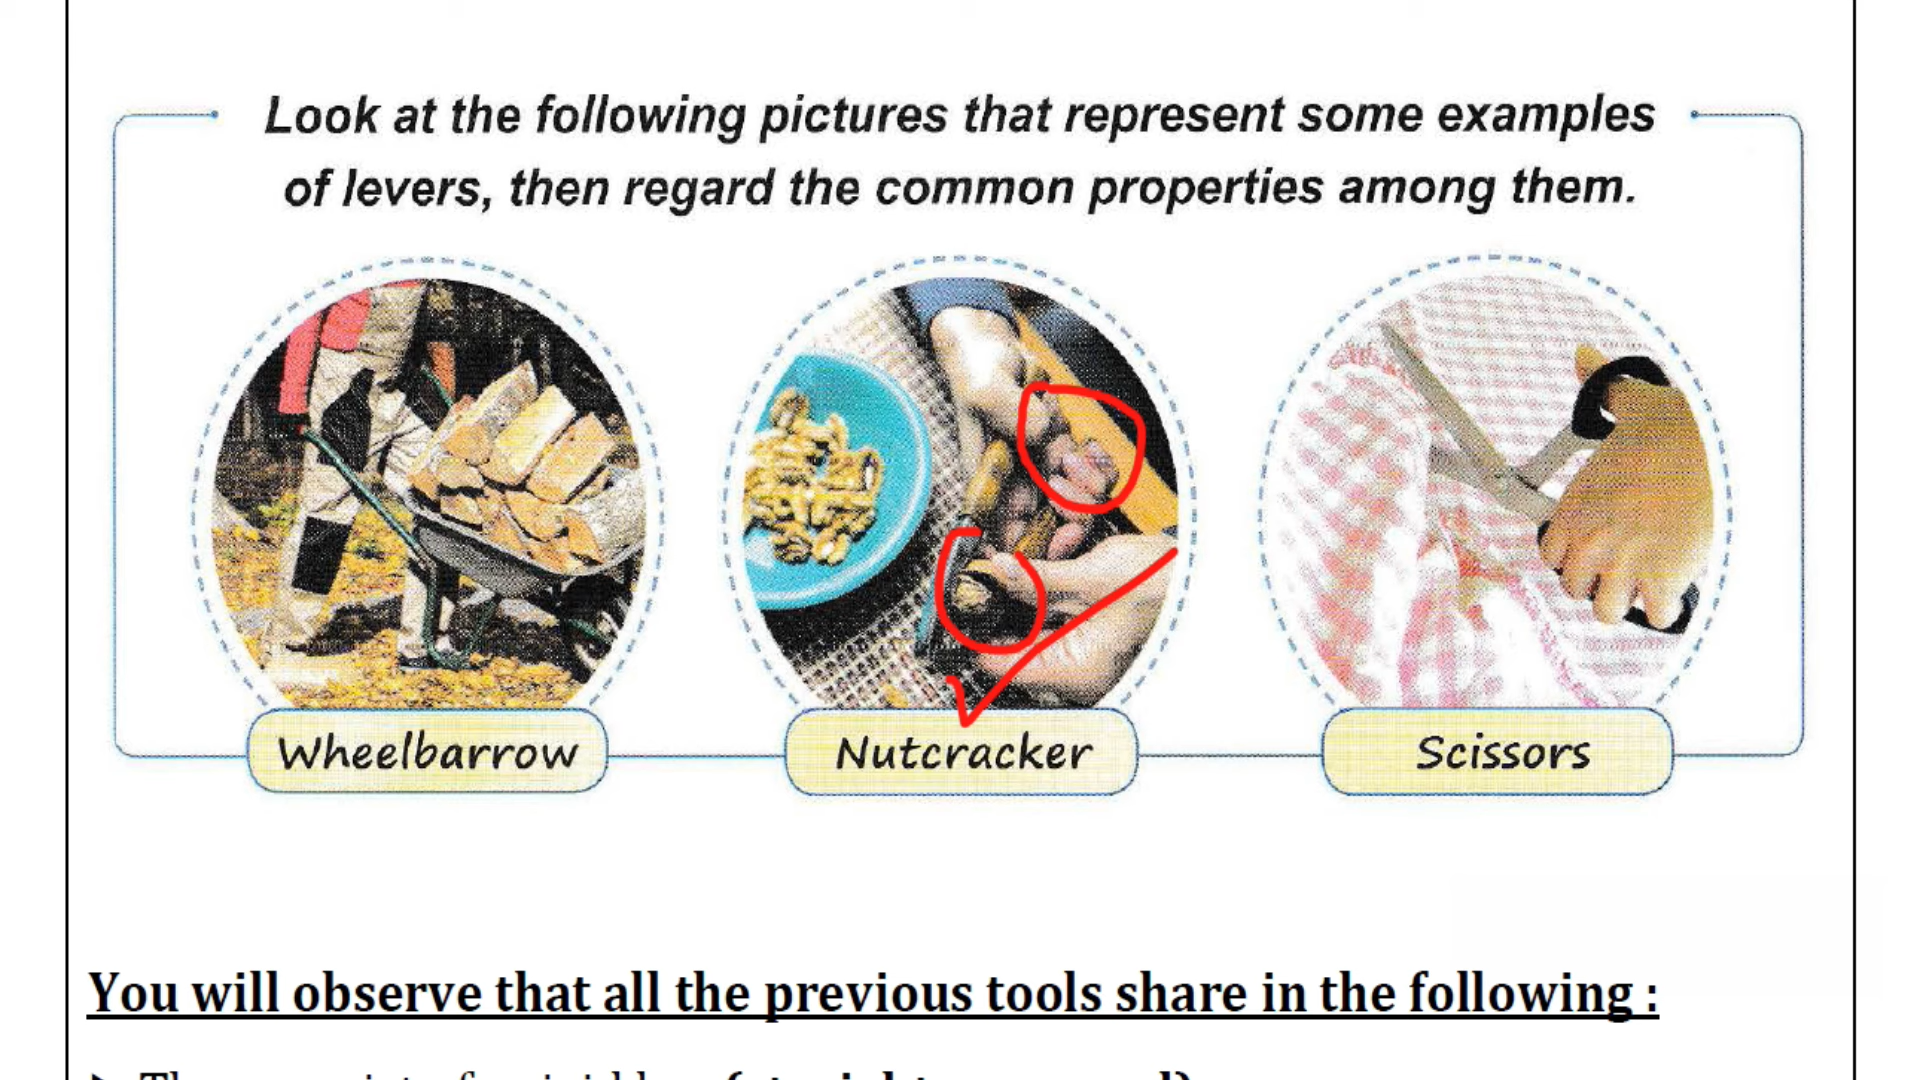 Look at the following pictures that represent some examples
of levers, then regard the common properties among them.
Wheelbarrow
Nutcracker
Scissors
You will observe that all the previous tools share in the following :